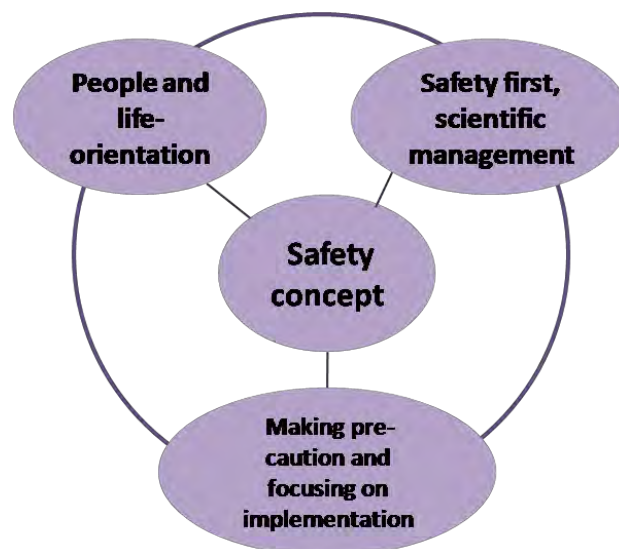 People and
life-
orientation
Safety first,
scientific
management
Safety
concept
Making pre-
caution and
focusing on
implementation